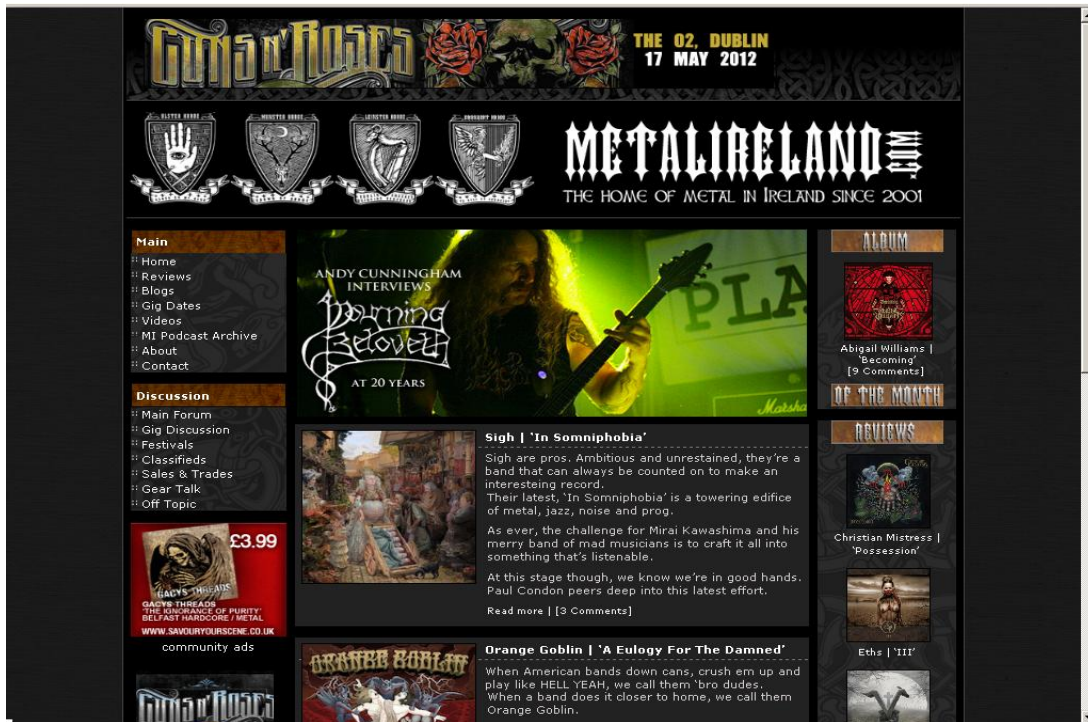 GUNS N' ROSES
THE 02, DUBLIN
17 MAY 2012
METALIRELAND.COM
THE HOME OF METAL IN IRELAND SINCE 2001
Main
Home
Reviews
Blogs
Gig Dates
Videos
MI Podcast Archive
About
Contact
Discussion
Main Forum
Gig Discussion
Festivals
Classifieds
Sales & Trades
Gear Talk
Off Topic
£3.99
GACYS THREADS
GACYS THREADS
'THE IGNORANCE OF PURITY'
BELFAST HARDCORE / METAL
WWW.SAVOURYOURSCENE.CO.UK
community ads
GUNS N' ROSES
ANDY CUNNINGHAM
INTERVIEWS
Mourning
Beloveth
AT 20 YEARS
PLA
Marsha
Sigh | ‘In Somniphobia’
Sigh are pros. Ambitious and unrestained, they’re a
band that can always be counted on to make an
interesteing record.
Their latest, ‘In Somniphobia’ is a towering edifice
of metal, jazz, noise and prog.
As ever, the challenge for Mirai Kawashima and his
merry band of mad musicians is to craft it all into
something that’s listenable.
At this stage though, we know we’re in good hands.
Paul Condon peers deep into this latest effort.
Read more | [3 Comments]
ORANGE GOBLIN
Orange Goblin | ‘A Eulogy For The Damned’
When American bands down cans, crush em up and
play like HELL YEAH, we call them ‘bro dudes.
When a band does it closer to home, we call them
Orange Goblin.
ALBUM
Abigail Williams |
‘Becoming’
[9 Comments]
OF THE MONTH
REVIEWS
Christian Mistress |
‘Possession’
Eths | ‘III’